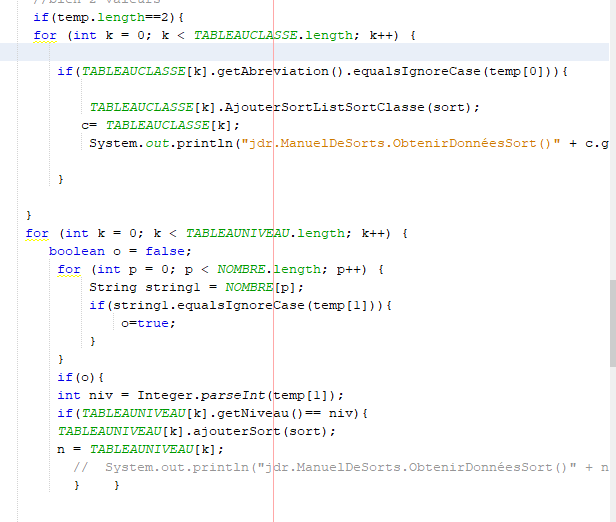 //bien 2 valeurs
if(temp.length==2){
for (int k = 0; k < TABLEAUCLASSE.length; k++) {
if(TABLEAUCLASSE[k].getAbreviation().equalsIgnoreCase(temp[0])){
TABLEAUCLASSE[k].AjouterSortListSortClasse(sort);
c= TABLEAUCLASSE[k];
System.out.println("jdr.ManuelDeSorts.ObtenirDonnéesSort()" + c.g
}
}
for (int k = 0; k < TABLEAUNIVEAU.length; k++) {
boolean o = false;
for (int p = 0; p < NOMBRE.length; p++) {
String string1 = NOMBRE[p];
if(string1.equalsIgnoreCase(temp[1])){
o=true;
}
}
if(o){
int niv = Integer.parseInt(temp[1]);
if(TABLEAUNIVEAU[k].getNiveau()== niv){
TABLEAUNIVEAU[k].ajouterSort(sort);
n = TABLEAUNIVEAU[k];
// System.out.println("jdr.ManuelDeSorts.ObtenirDonnéesSort()" + n
} }